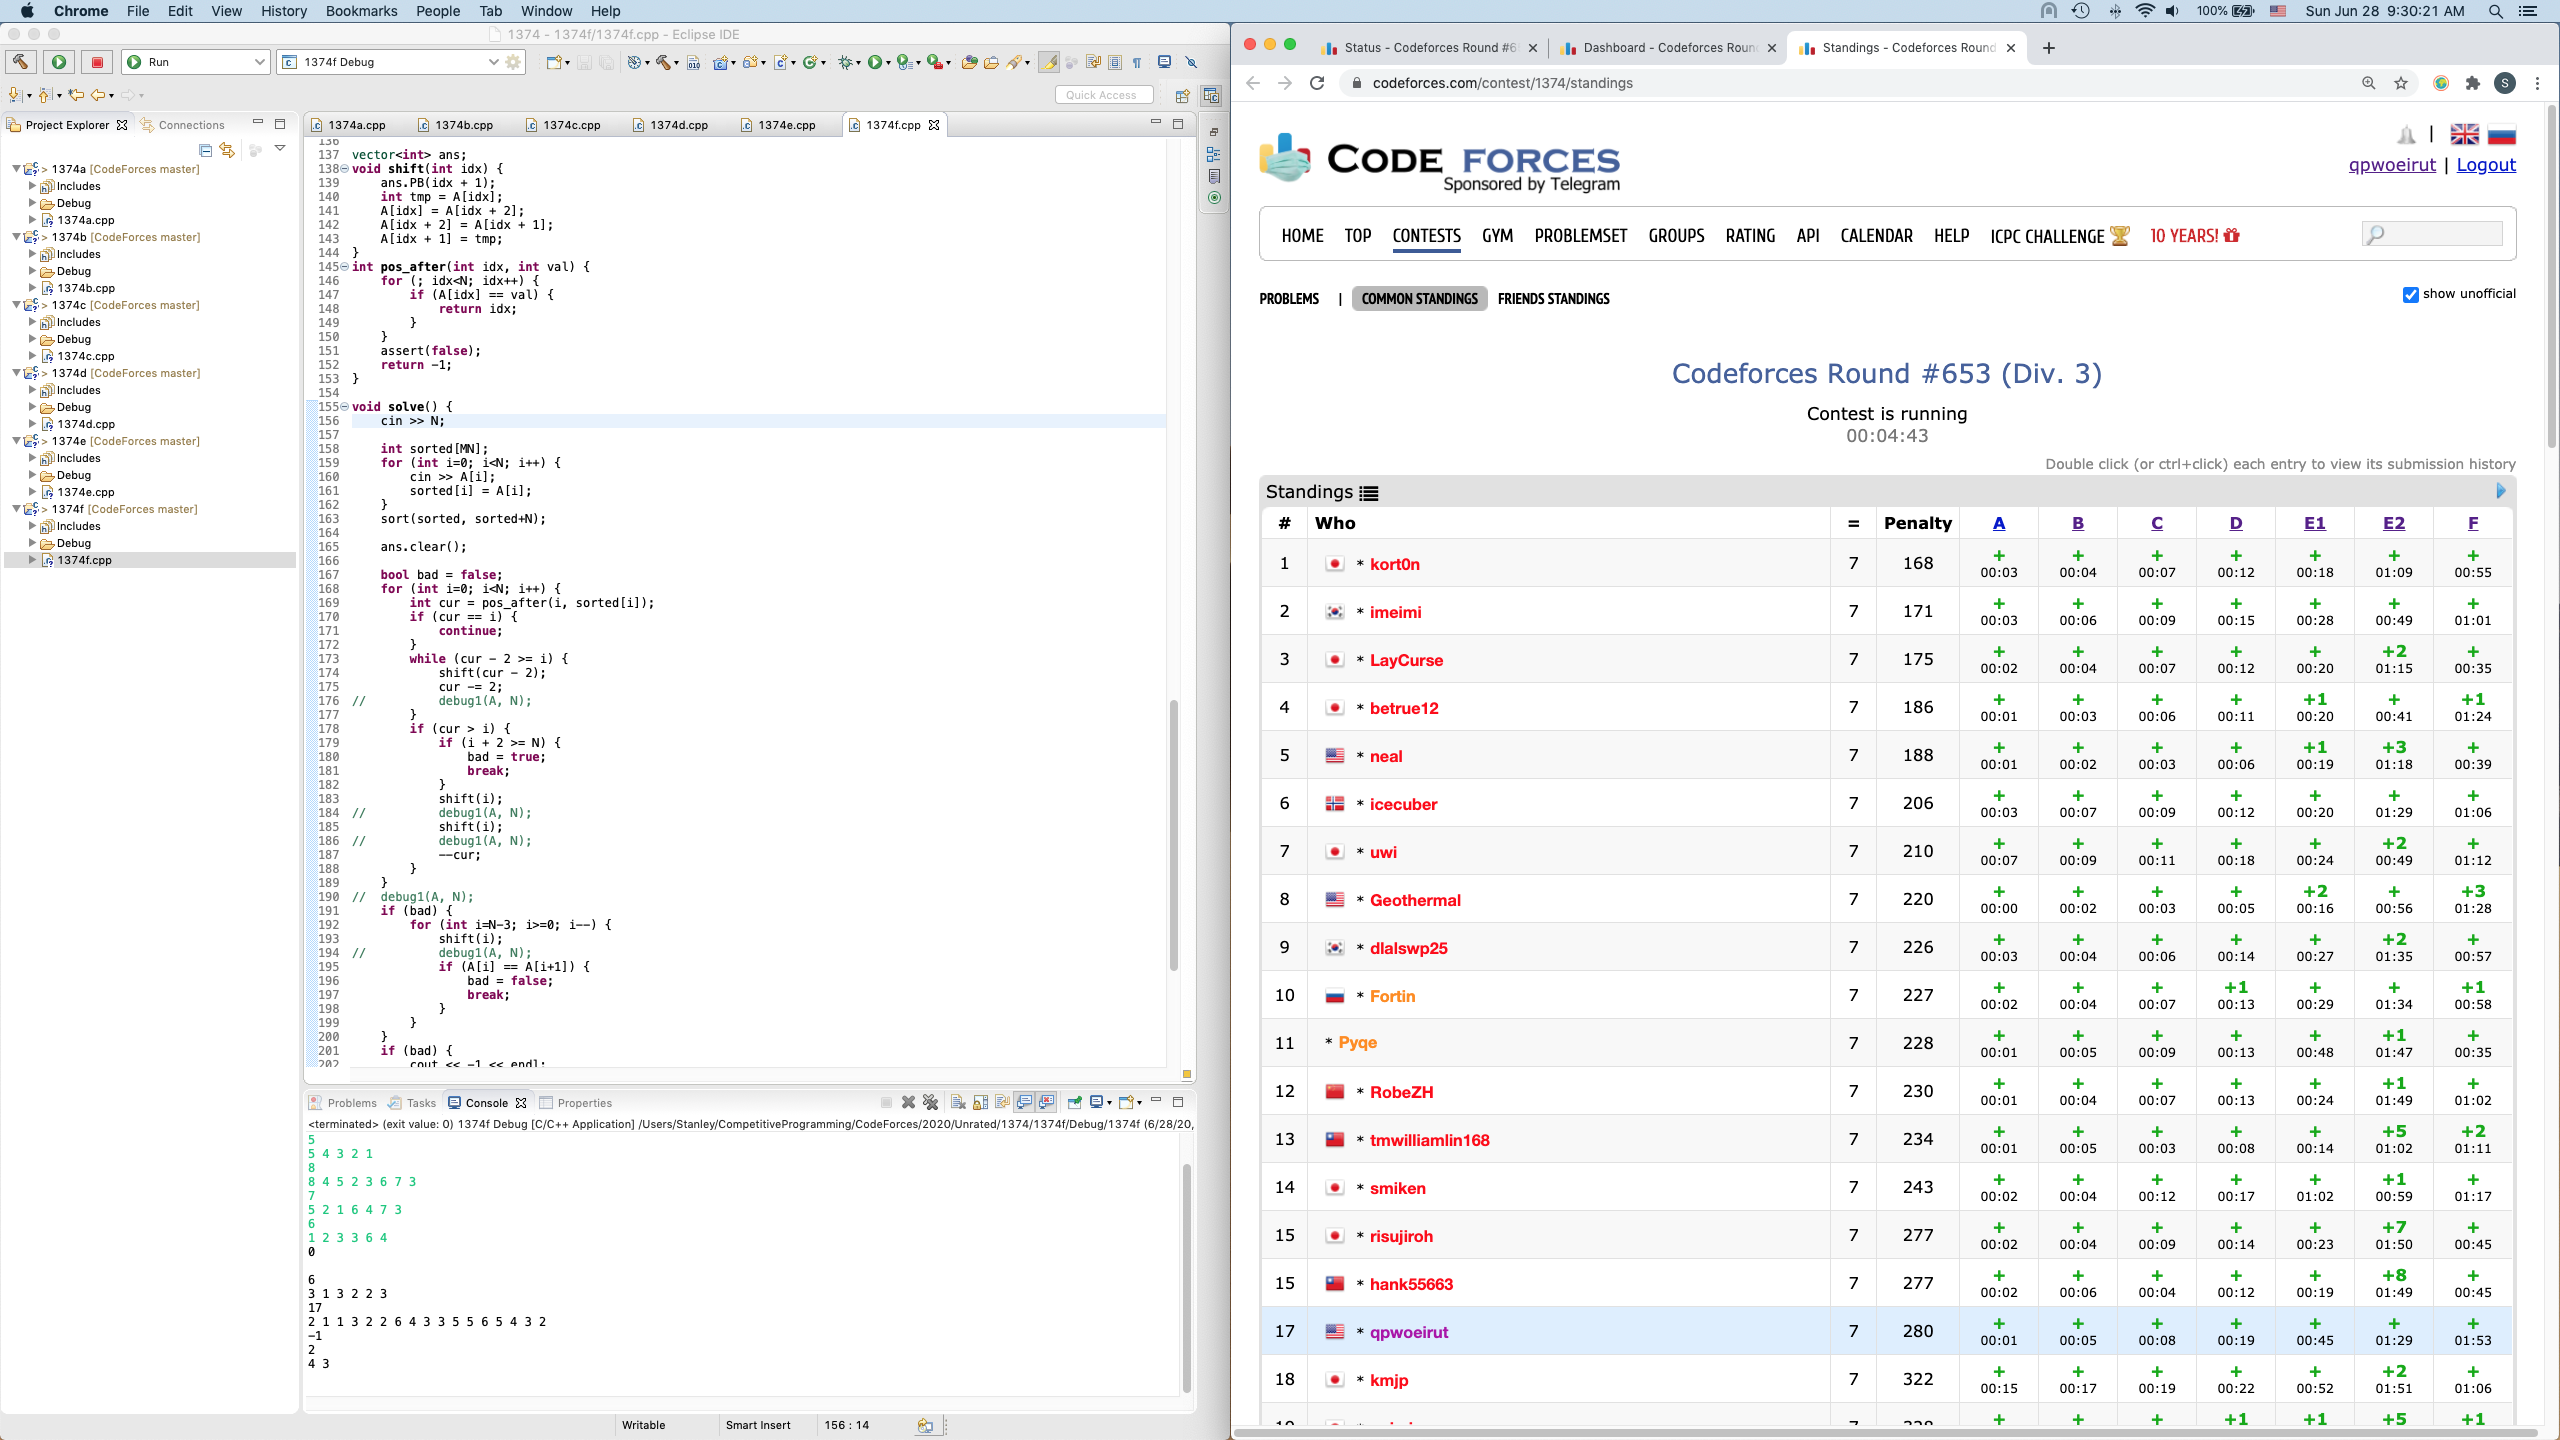 Chrome File Edit View History Bookmarks People Tab Window Help 100% Sun Jun 28 9:30:21 AM
1374 - 1374f/1374f.cpp - Eclipse IDE
Run 1374f Debug
Quick Access
Project Explorer Connections
> 1374a [CodeForces master]
Includes
Debug
1374a.cpp
> 1374b [CodeForces master]
Includes
Debug
1374b.cpp
> 1374c [CodeForces master]
Includes
Debug
1374c.cpp
> 1374d [CodeForces master]
Includes
Debug
1374d.cpp
> 1374e [CodeForces master]
Includes
Debug
1374e.cpp
> 1374f [CodeForces master]
Includes
Debug
1374f.cpp
1374a.cpp 1374b.cpp 1374c.cpp 1374d.cpp 1374e.cpp 1374f.cpp
136
137 vector<int> ans;
138 void shift(int idx) {
139 ans.PB(idx + 1);
140 int tmp = A[idx];
141 A[idx] = A[idx + 2];
142 A[idx + 2] = A[idx + 1];
143 A[idx + 1] = tmp;
144 }
145 int pos_after(int idx, int val) {
146 for (; idx<N; idx++) {
147 if (A[idx] == val) {
148 return idx;
149 }
150 }
151 assert(false);
152 return -1;
153 }
154
155 void solve() {
156 cin >> N;
157
158 int sorted[MN];
159 for (int i=0; i<N; i++) {
160 cin >> A[i];
161 sorted[i] = A[i];
162 }
163 sort(sorted, sorted+N);
164
165 ans.clear();
166
167 bool bad = false;
168 for (int i=0; i<N; i++) {
169 int cur = pos_after(i, sorted[i]);
170 if (cur == i) {
171 continue;
172 }
173 while (cur - 2 >= i) {
174 shift(cur - 2);
175 cur -= 2;
176 // debug1(A, N);
177 }
178 if (cur > i) {
179 if (i + 2 >= N) {
180 bad = true;
181 break;
182 }
183 shift(i);
184 // debug1(A, N);
185 shift(i);
186 // debug1(A, N);
187 --cur;
188 }
189 }
190 // debug1(A, N);
191 if (bad) {
192 for (int i=N-3; i>=0; i--) {
193 shift(i);
194 // debug1(A, N);
195 if (A[i] == A[i+1]) {
196 bad = false;
197 break;
198 }
199 }
200 }
201 if (bad) {
202 cout << -1 << endl;
Problems Tasks Console Properties
<terminated> (exit value: 0) 1374f Debug [C/C++ Application] /Users/Stanley/CompetitiveProgramming/CodeForces/2020/Unrated/1374/1374f/Debug/1374f (6/28/20,
5
5 4 3 2 1
8
8 4 5 2 3 6 7 3
7
5 2 1 6 4 7 3
6
1 2 3 3 6 4
0
6
3 1 3 2 2 3
17
2 1 1 3 2 2 6 4 3 3 5 5 6 5 4 3 2
-1
2
4 3
Writable Smart Insert 156 : 14
Status - Codeforces Round #6 Dashboard - Codeforces Roun Standings - Codeforces Round
codeforces.com/contest/1374/standings S
CODEFORCES
Sponsored by Telegram
|
qpwoeirut | Logout
HOME TOP CONTESTS GYM PROBLEMSET GROUPS RATING API CALENDAR HELP ICPC CHALLENGE 10 YEARS!
PROBLEMS | COMMON STANDINGS FRIENDS STANDINGS show unofficial
Codeforces Round #653 (Div. 3)
Contest is running
00:04:43
Double click (or ctrl+click) each entry to view its submission history
Standings
# Who = Penalty A B C D E1 E2 F
1 * kort0n 7 168 + + + + + + +
00:03 00:04 00:07 00:12 00:18 01:09 00:55
2 * imeimi 7 171 + + + + + + +
00:03 00:06 00:09 00:15 00:28 00:49 01:01
3 * LayCurse 7 175 + + + + + +2 +
00:02 00:04 00:07 00:12 00:20 01:15 00:35
4 * betrue12 7 186 + + + + +1 + +1
00:01 00:03 00:06 00:11 00:20 00:41 01:24
5 * neal 7 188 + + + + +1 +3 +
00:01 00:02 00:03 00:06 00:19 01:18 00:39
6 * icecuber 7 206 + + + + + + +
00:03 00:07 00:09 00:12 00:20 01:29 01:06
7 * uwi 7 210 + + + + + +2 +
00:07 00:09 00:11 00:18 00:24 00:49 01:12
8 * Geothermal 7 220 + + + + +2 + +3
00:00 00:02 00:03 00:05 00:16 00:56 01:28
9 * dlalswp25 7 226 + + + + + +2 +
00:03 00:04 00:06 00:14 00:27 01:35 00:57
10 * Fortin 7 227 + + + +1 + + +1
00:02 00:04 00:07 00:13 00:29 01:34 00:58
11 * Pyqe 7 228 + + + + + +1 +
00:01 00:05 00:09 00:13 00:48 01:47 00:35
12 * RobeZH 7 230 + + + + + +1 +
00:01 00:04 00:07 00:13 00:24 01:49 01:02
13 * tmwilliamlin168 7 234 + + + + + +5 +2
00:01 00:05 00:03 00:08 00:14 01:02 01:11
14 * smiken 7 243 + + + + + +1 +
00:02 00:04 00:12 00:17 01:02 00:59 01:17
15 * risujiroh 7 277 + + + + + +7 +
00:02 00:04 00:09 00:14 00:23 01:50 00:45
15 * hank55663 7 277 + + + + + +8 +
00:02 00:06 00:04 00:12 00:19 01:49 00:45
17 * qpwoeirut 7 280 + + + + + + +
00:01 00:05 00:08 00:19 00:45 01:29 01:53
18 * kmjp 7 322 + + + + + +2 +
00:15 00:17 00:19 00:22 00:52 01:51 01:06
+ + + +1 +1 +5 +1